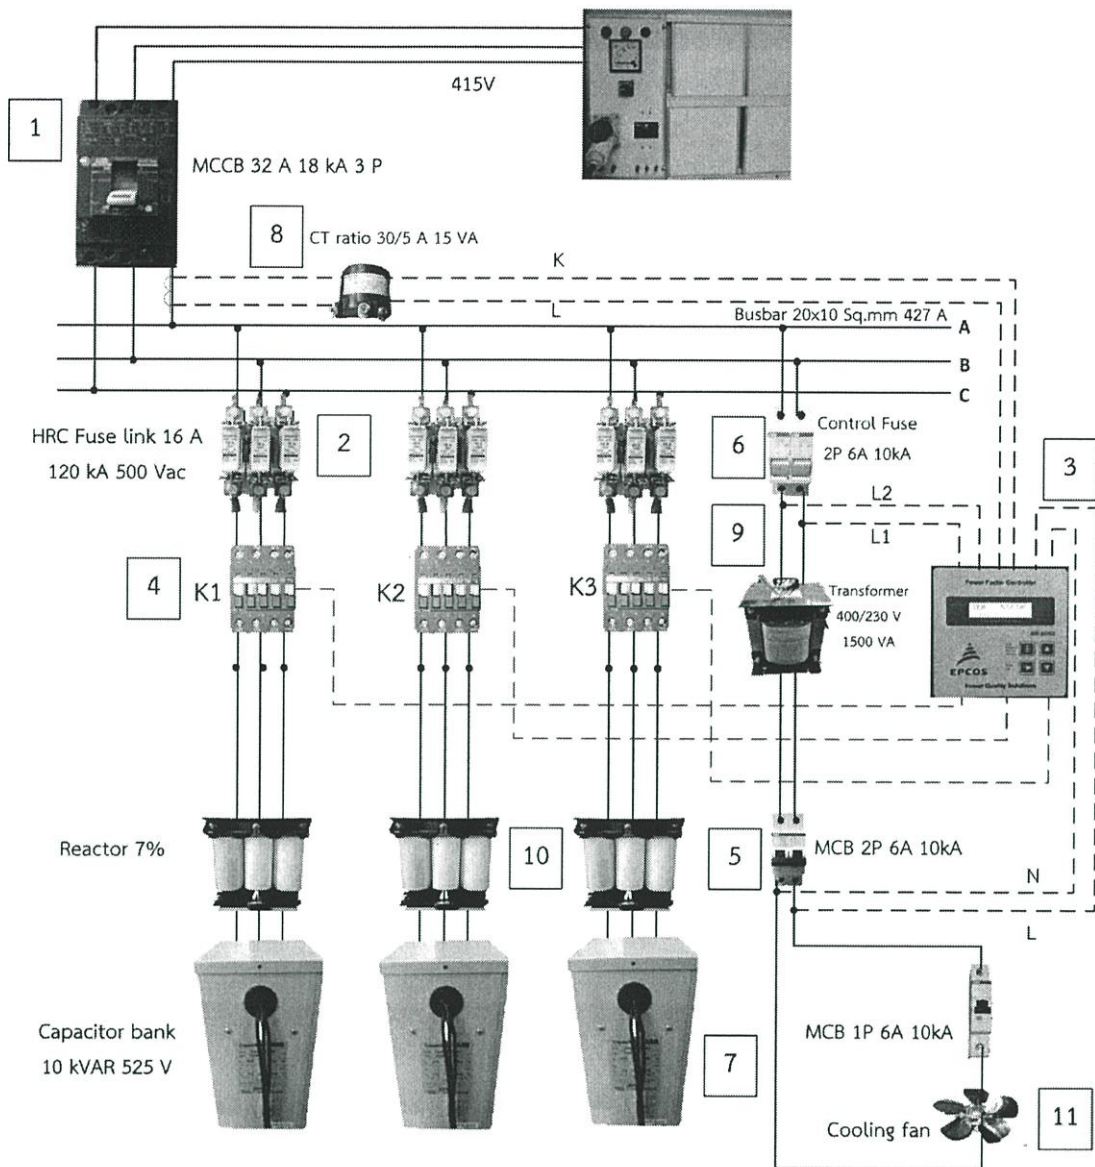 415V
1
MCCB 32 A 18 kA 3 P
8
CT ratio 30/5 A 15 VA
K
L
Busbar 20x10 Sq.mm 427 A
A
B
C
HRC Fuse link 16 A
120 kA 500 Vac
2
6
Control Fuse
2P 6A 10kA
3
L2
L1
9
4
K1
K2
K3
Transformer
400/230 V
1500 VA
Power Factor Controller
EPCOS
Power Quality Solutions
Reactor 7%
10
5
MCB 2P 6A 10kA
N
L
Capacitor bank
10 kVAR 525 V
7
MCB 1P 6A 10kA
Cooling fan
11